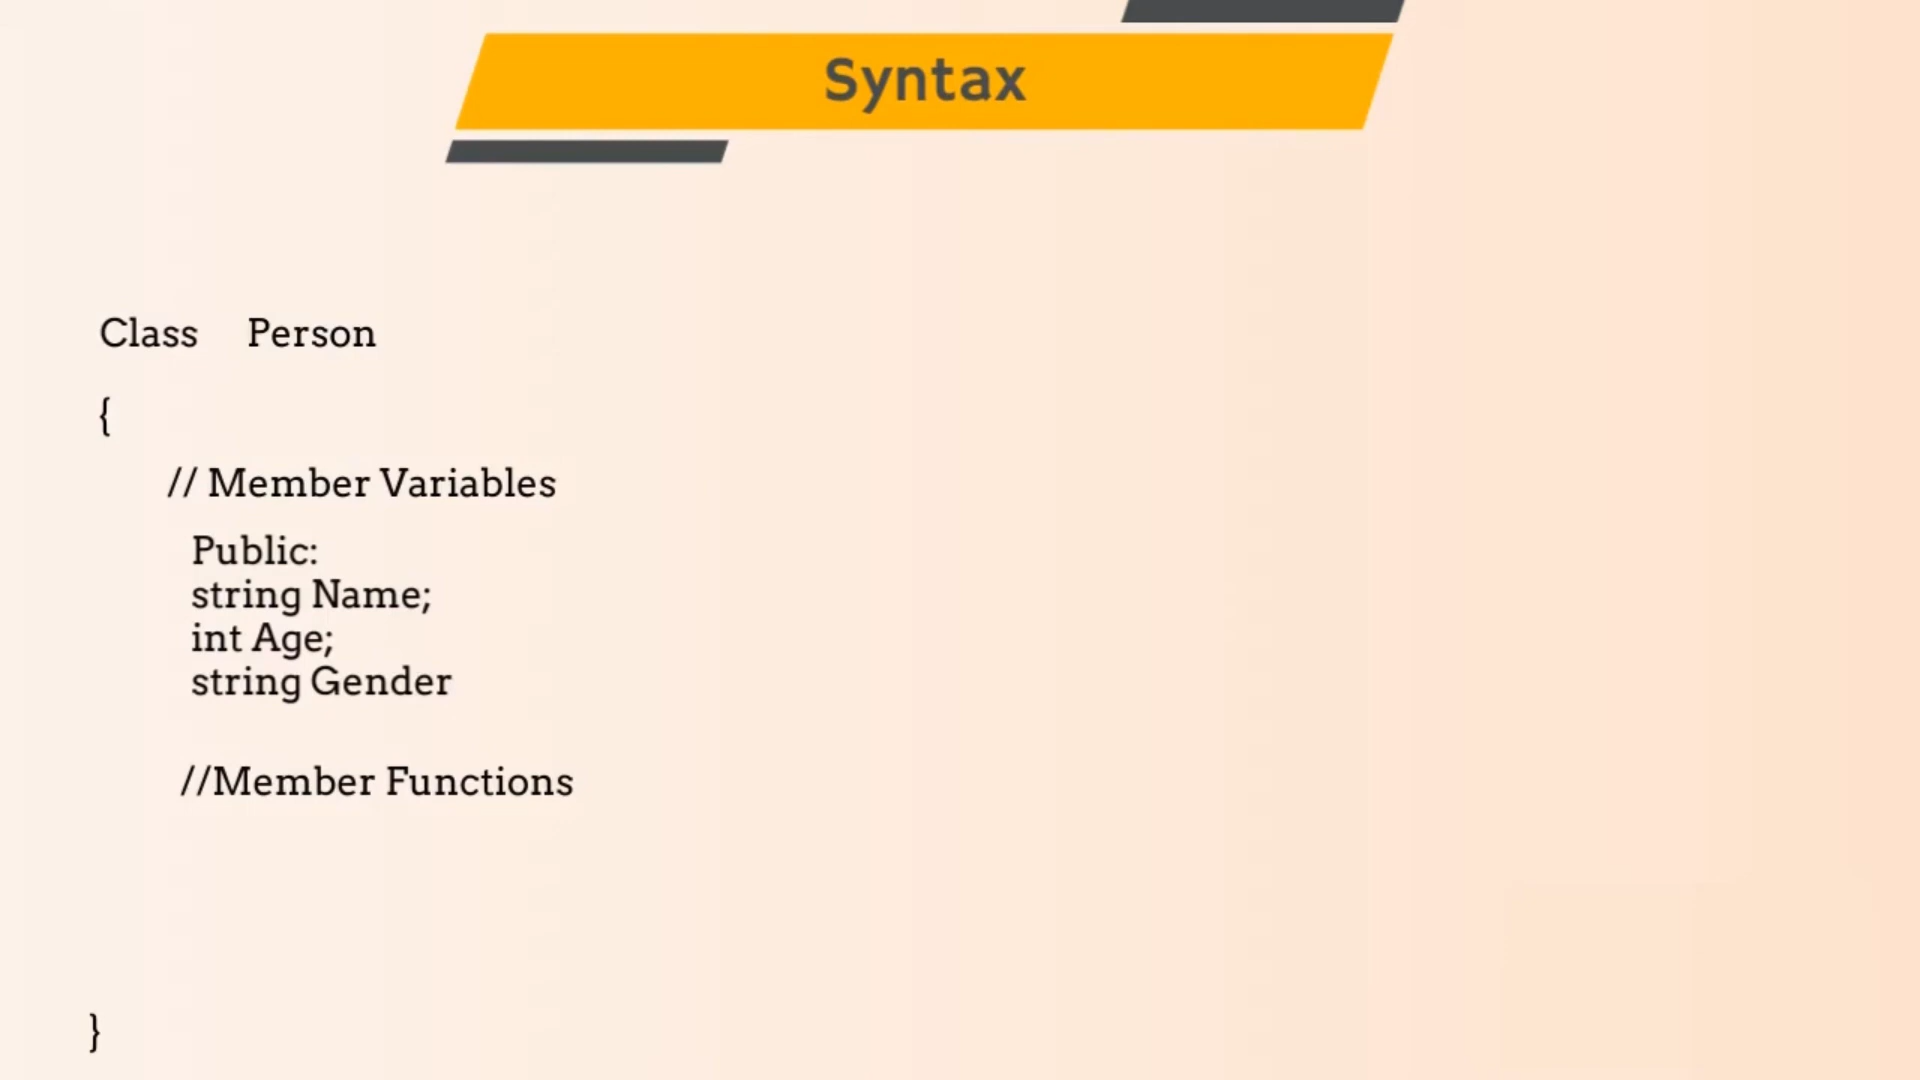 Syntax
Class Person
{
// Member Variables
Public:
string Name;
int Age;
string Gender
//Member Functions
}